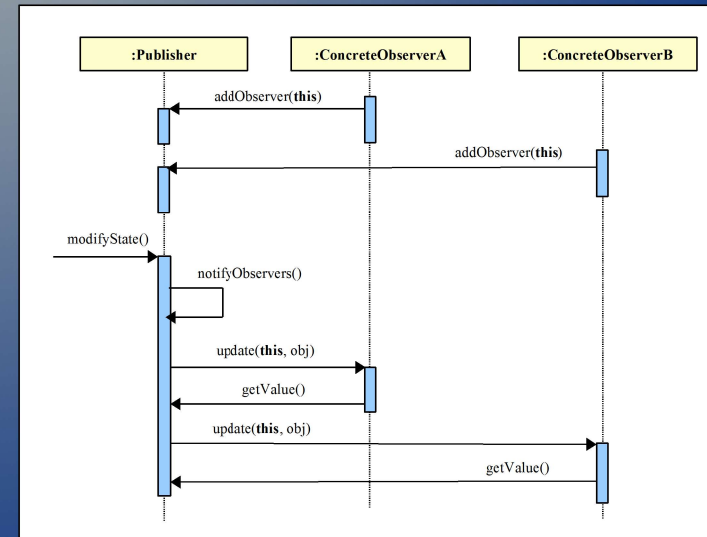 :Publisher
:ConcreteObserverA
:ConcreteObserverB
addObserver(this)
addObserver(this)
modifyState()
notifyObservers()
update(this, obj)
getValue()
update(this, obj)
getValue()